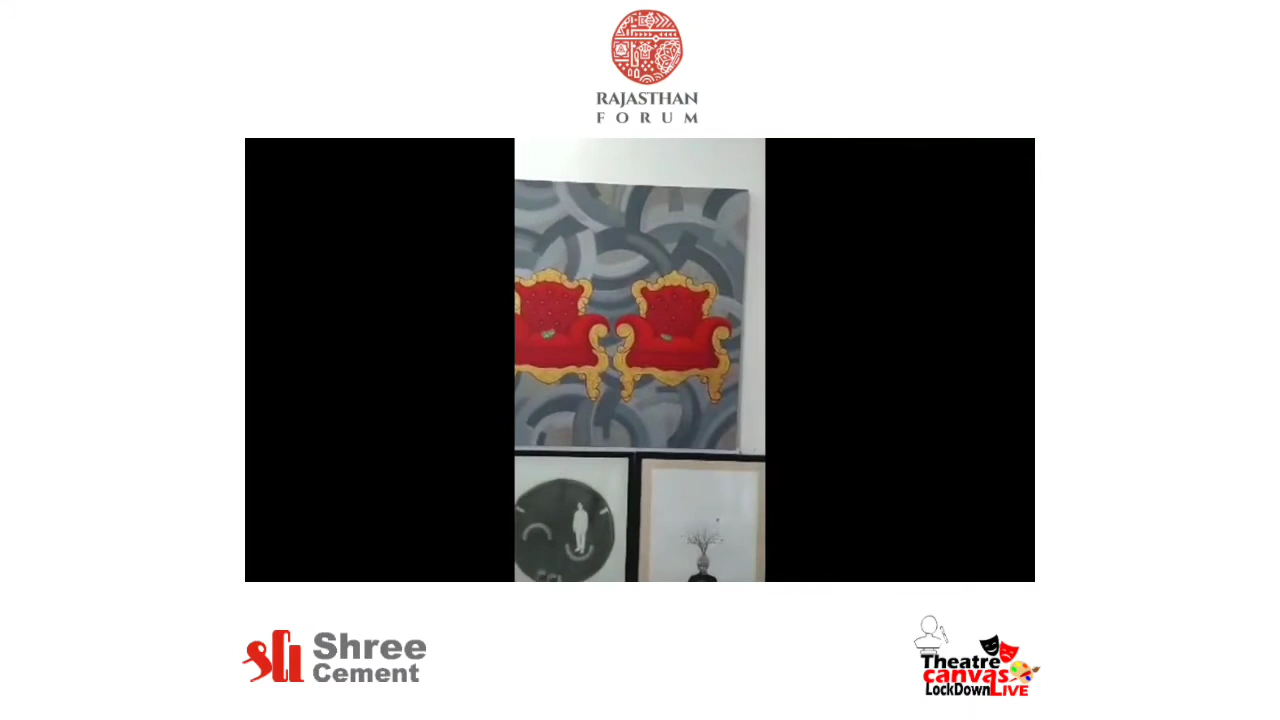 RAJASTHAN
FORUM
Shree
Cement
Theatre
canvas
LockDown LIVE